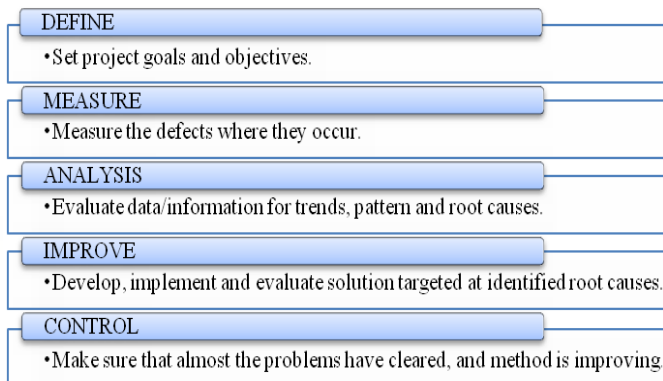 DEFINE
•Set project goals and objectives.
MEASURE
•Measure the defects where they occur.
ANALYSIS
•Evaluate data/information for trends, pattern and root causes.
IMPROVE
•Develop, implement and evaluate solution targeted at identified root causes.
CONTROL
•Make sure that almost the problems have cleared, and method is improving.